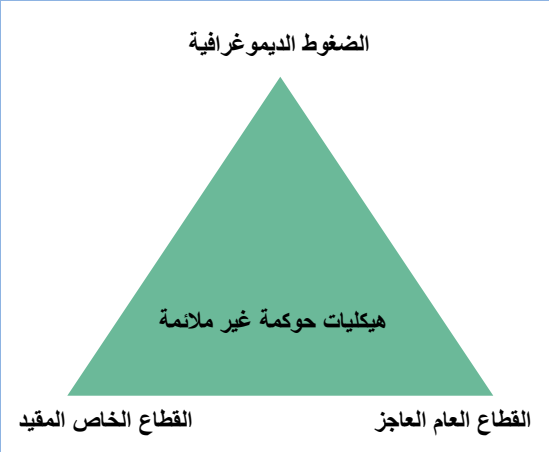 الضغوط الديموغرافية
هيكليات حوكمة غير ملائمة
القطاع العام العاجز
القطاع الخاص المقيد